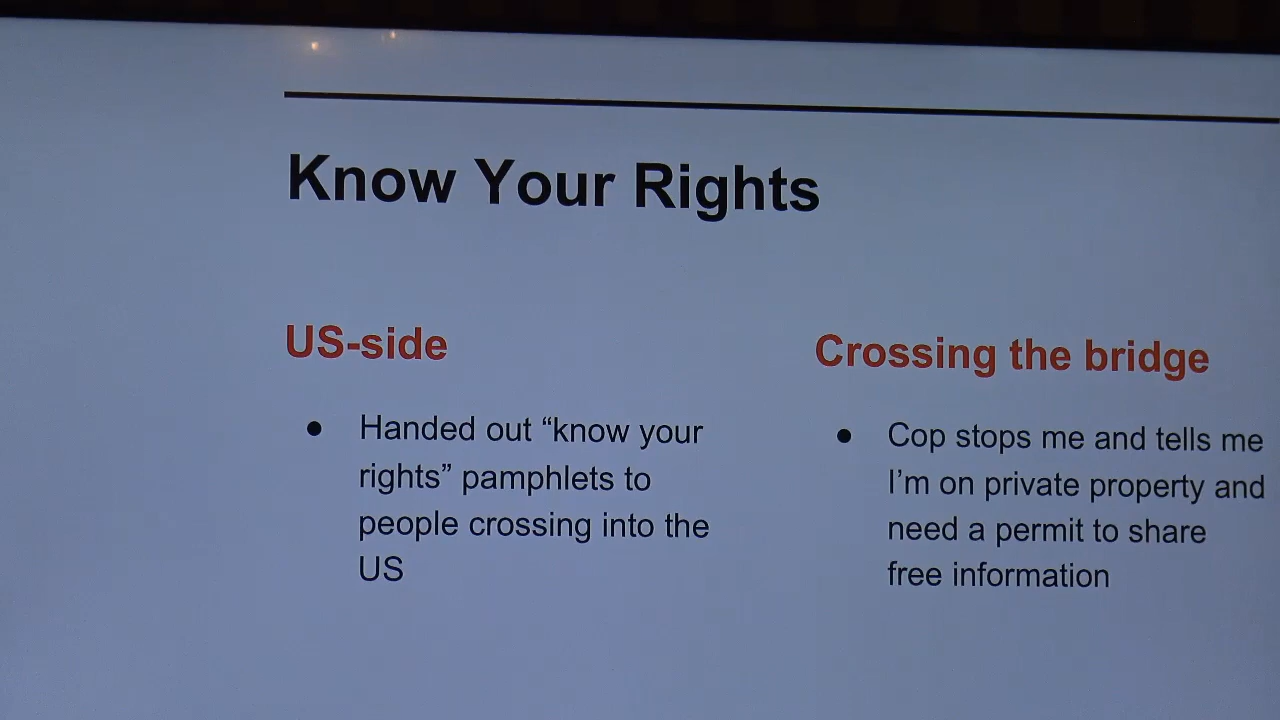 Know Your Rights
US-side
Handed out “know your
rights” pamphlets to
people crossing into the
US
Crossing the bridge
Cop stops me and tells me
I’m on private property and
need a permit to share
free information